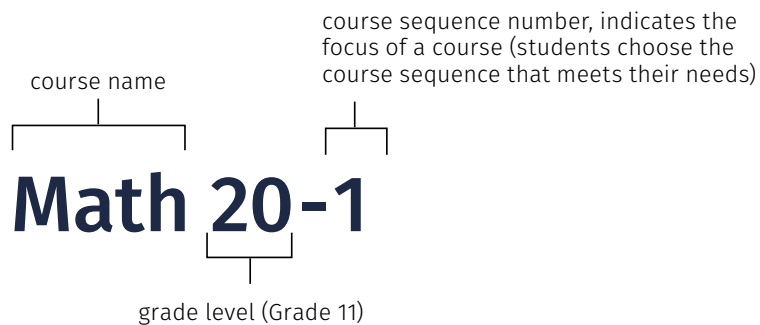 course sequence number, indicates the
focus of a course (students choose the
course sequence that meets their needs)
course name
Math 20-1
grade level (Grade 11)